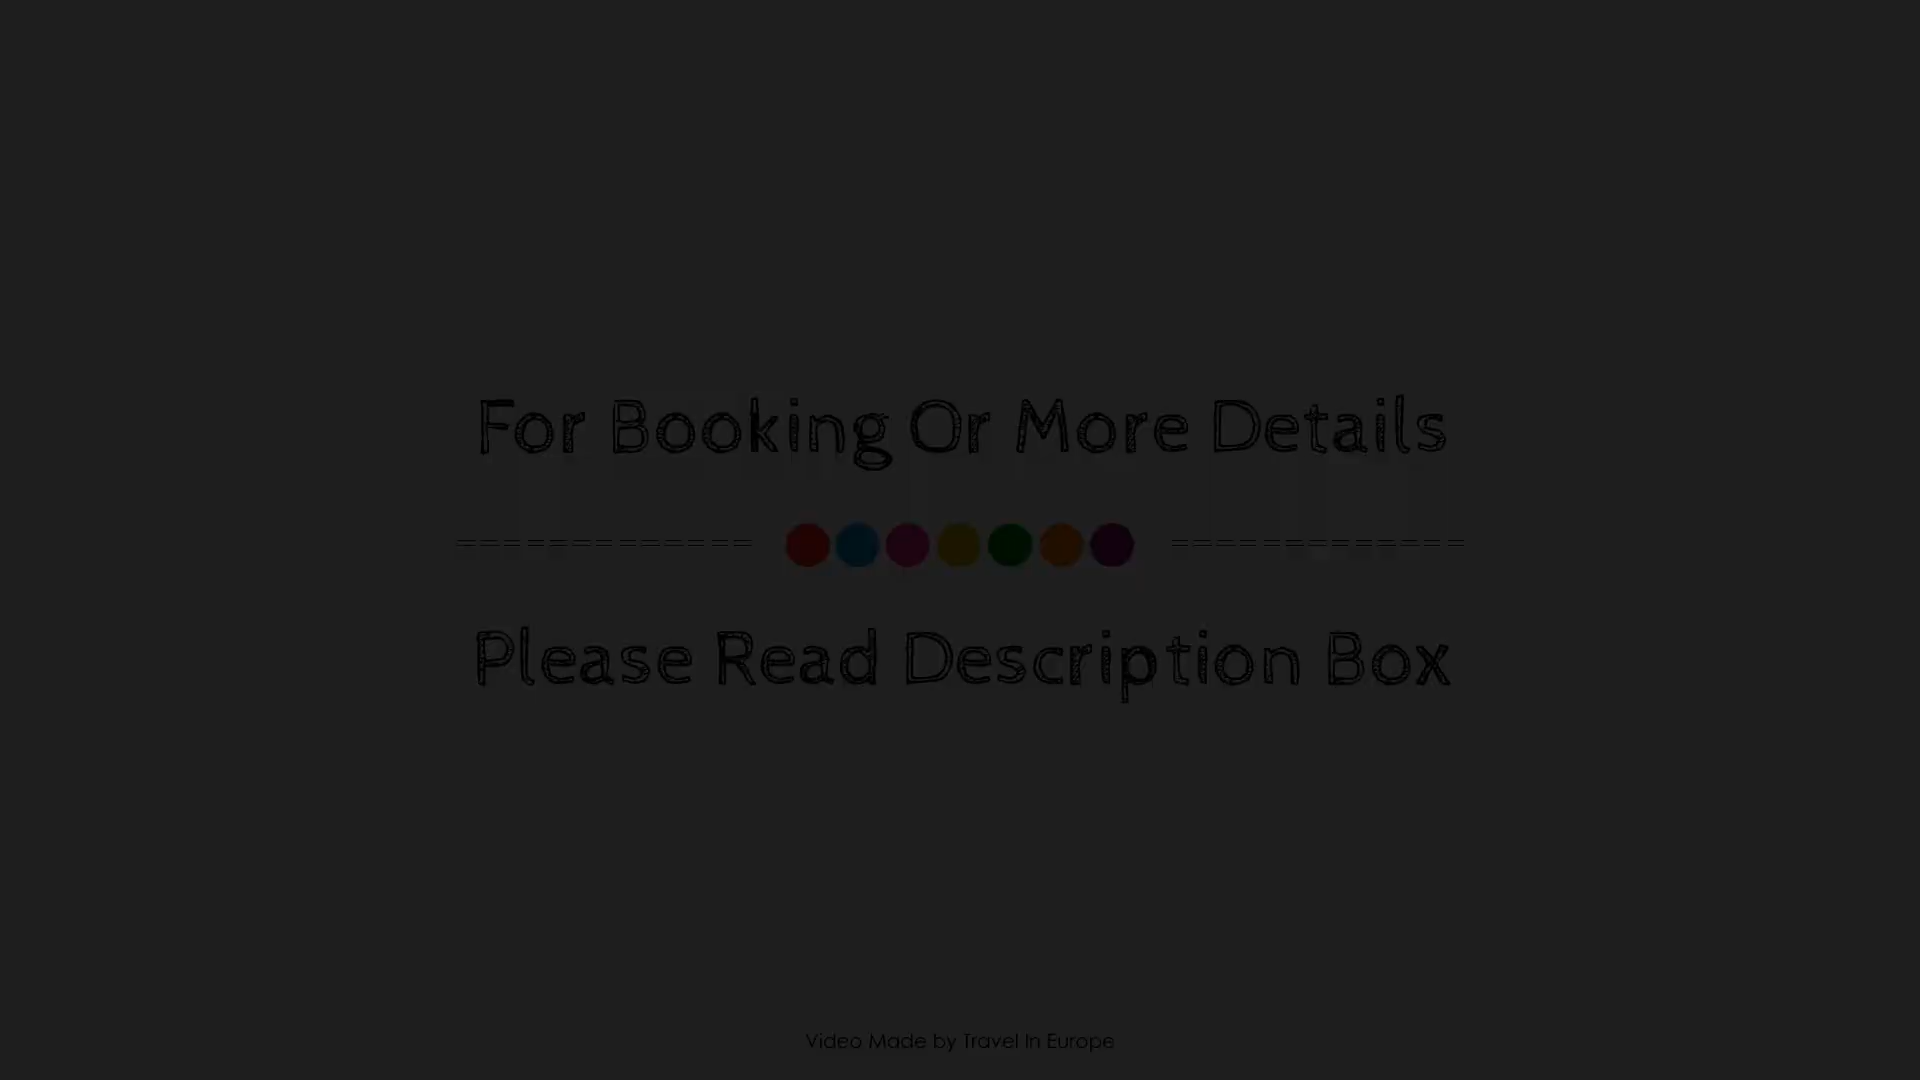 For Booking Or More Details
============= =============
Please Read Description Box
Video Made by Travel In Europe